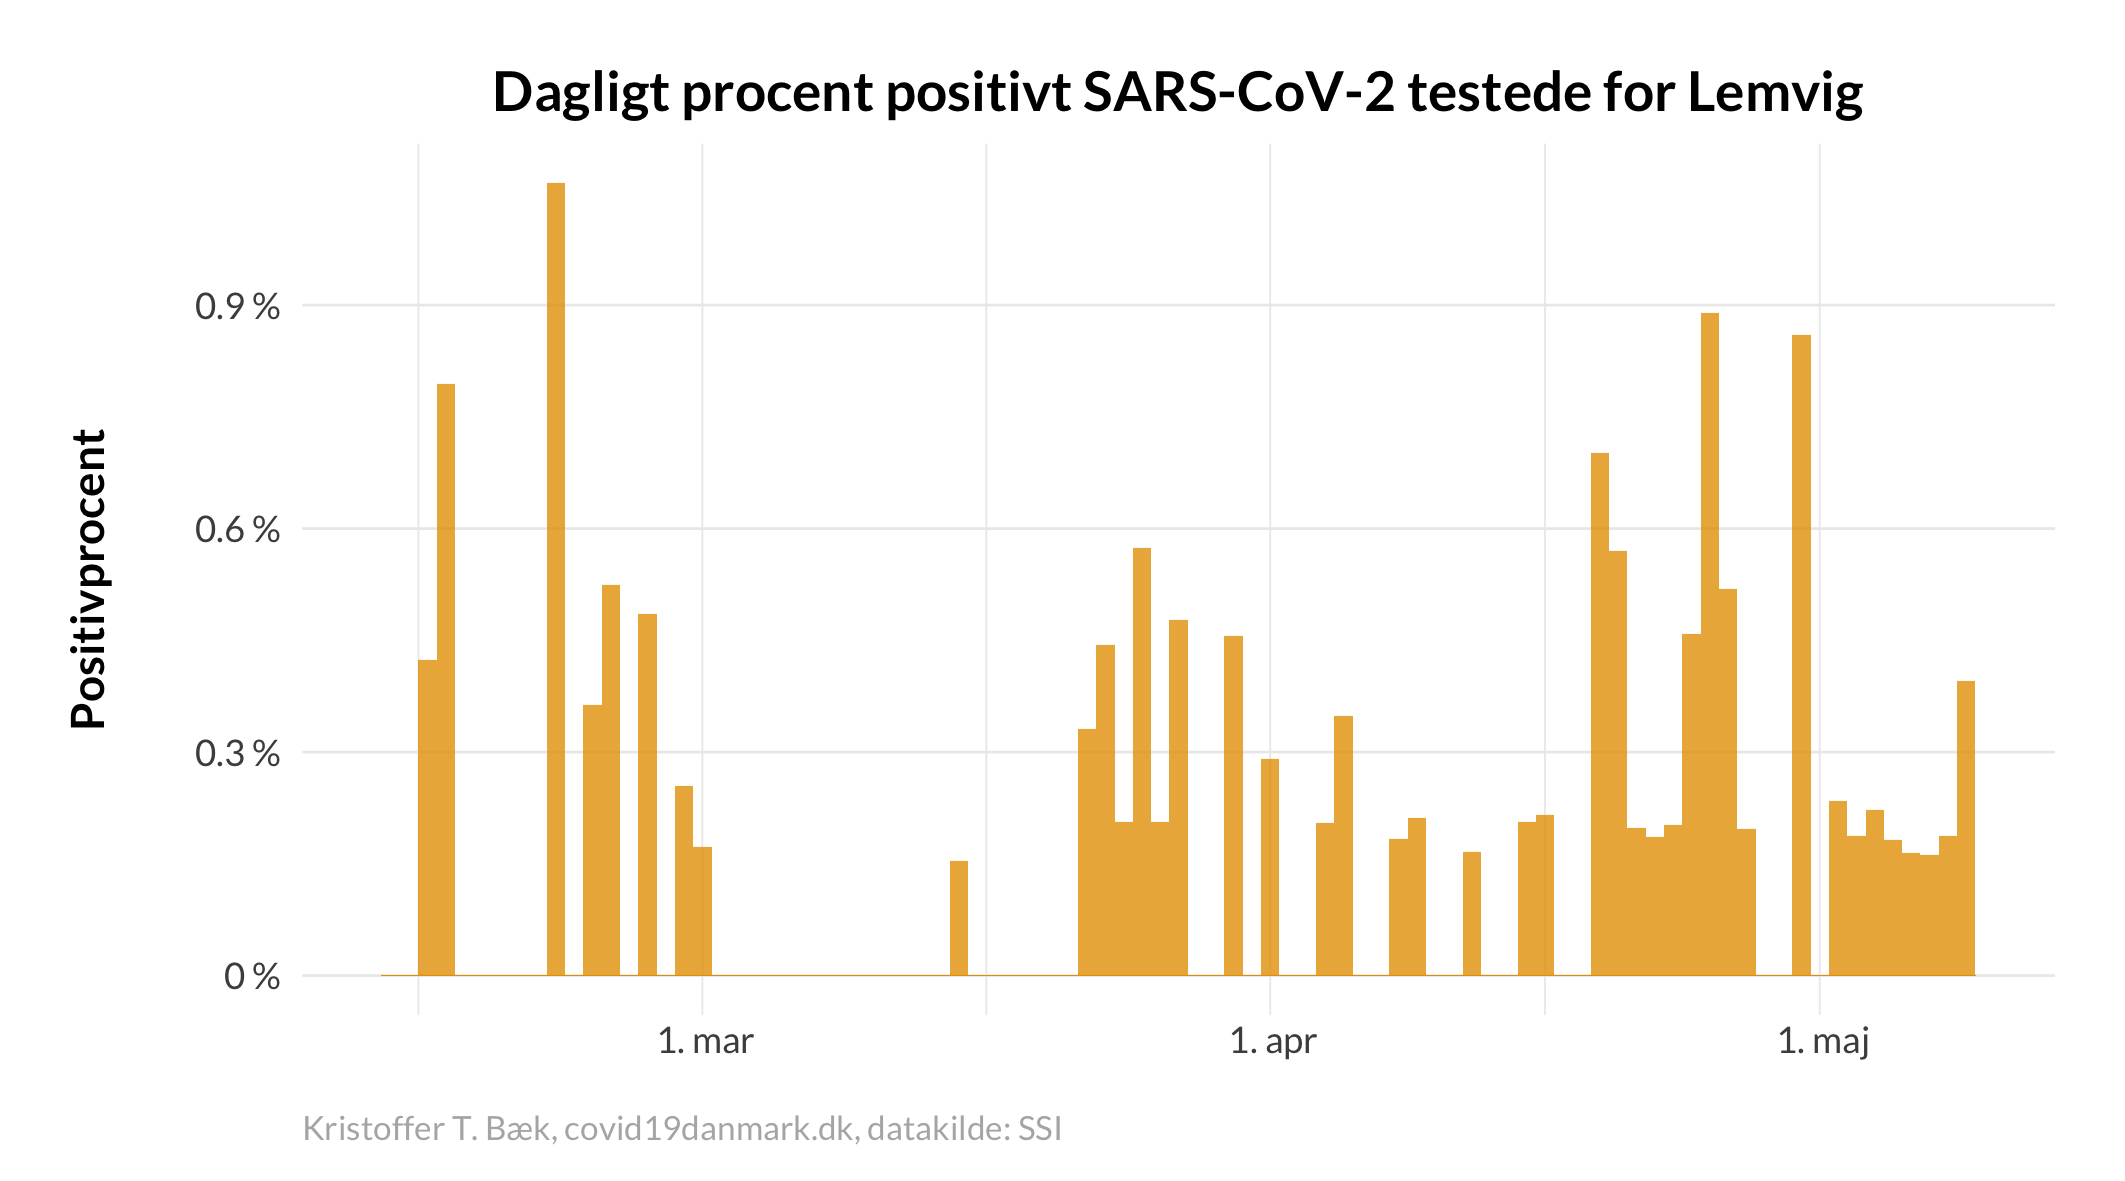 Dagligt procent positivt SARS-CoV-2 testede for Lemvig
Positivprocent
0.9 %
0.6 %
0.3 %
0 %
1. mar
1. apr
1. maj
Kristoffer T. Bæk, covid19danmark.dk, datakilde: SSI